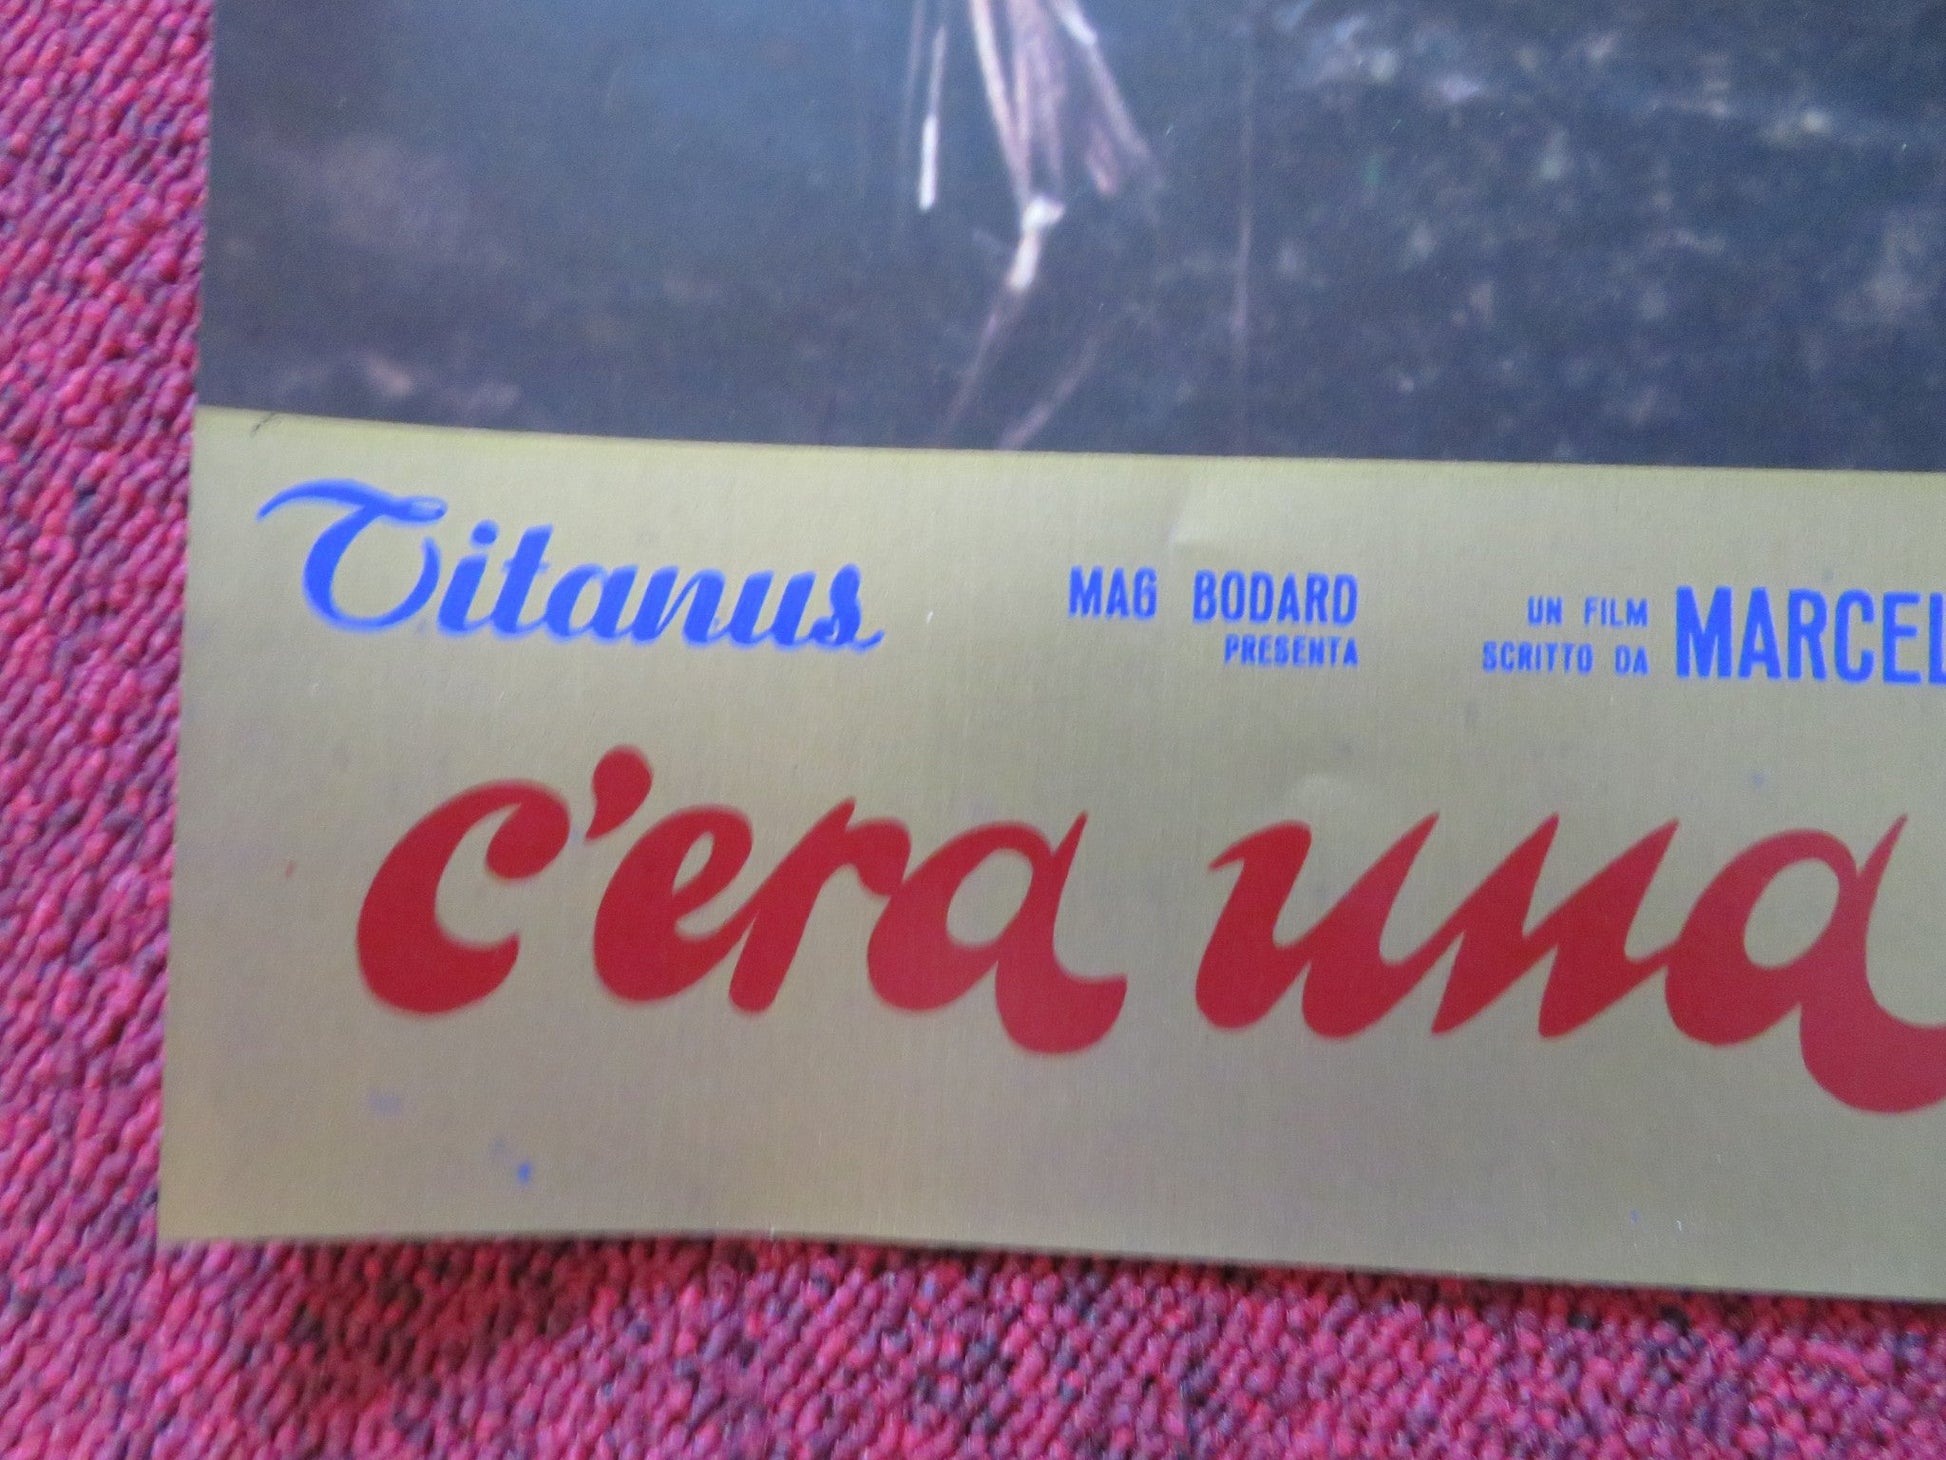 Titanus
MAG BODARD
PRESENTA
UN FILM
SCRITTO DA MARCEL
c'era una